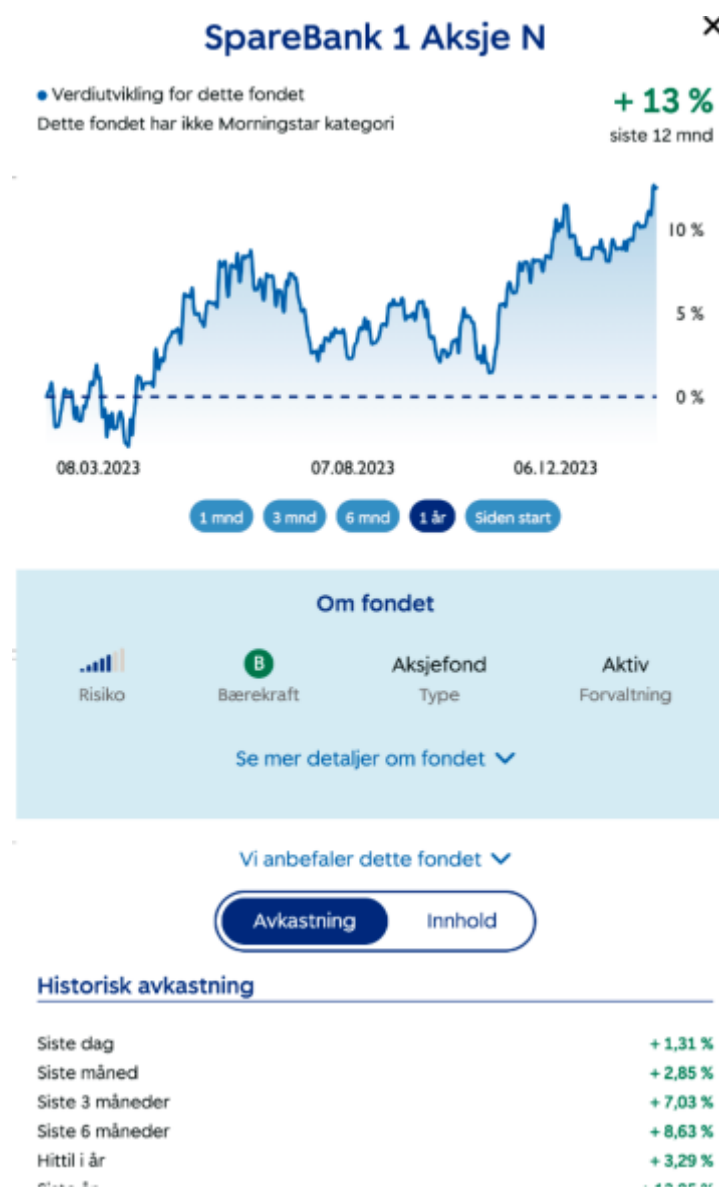 SpareBank 1 Aksje N
Verdiutvikling for dette fondet
Dette fondet har ikke Morningstar kategori
+ 13 %
siste 12 mnd
10 %
5 %
0 %
08.03.2023 07.08.2023 06.12.2023
1 mnd 3 mnd 6 mnd 1 år Siden start
Om fondet
B Aksjefond Aktiv
Risiko Bærekraft Type Forvaltning
Se mer detaljer om fondet
Vi anbefaler dette fondet
Avkastning Innhold
Historisk avkastning
Siste dag + 1,31 %
Siste måned + 2,85 %
Siste 3 måneder + 7,03 %
Siste 6 måneder + 8,63 %
Hittil i år + 3,29 %